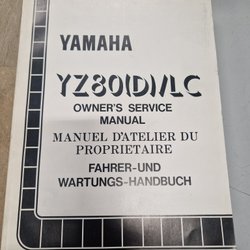 YAMAHA
YZ80(D)/LC
OWNER'S SERVICE
MANUAL
MANUEL D'ATELIER DU
PROPRIETAIRE
FAHRER-UND
WARTUNGS-HANDBUCH